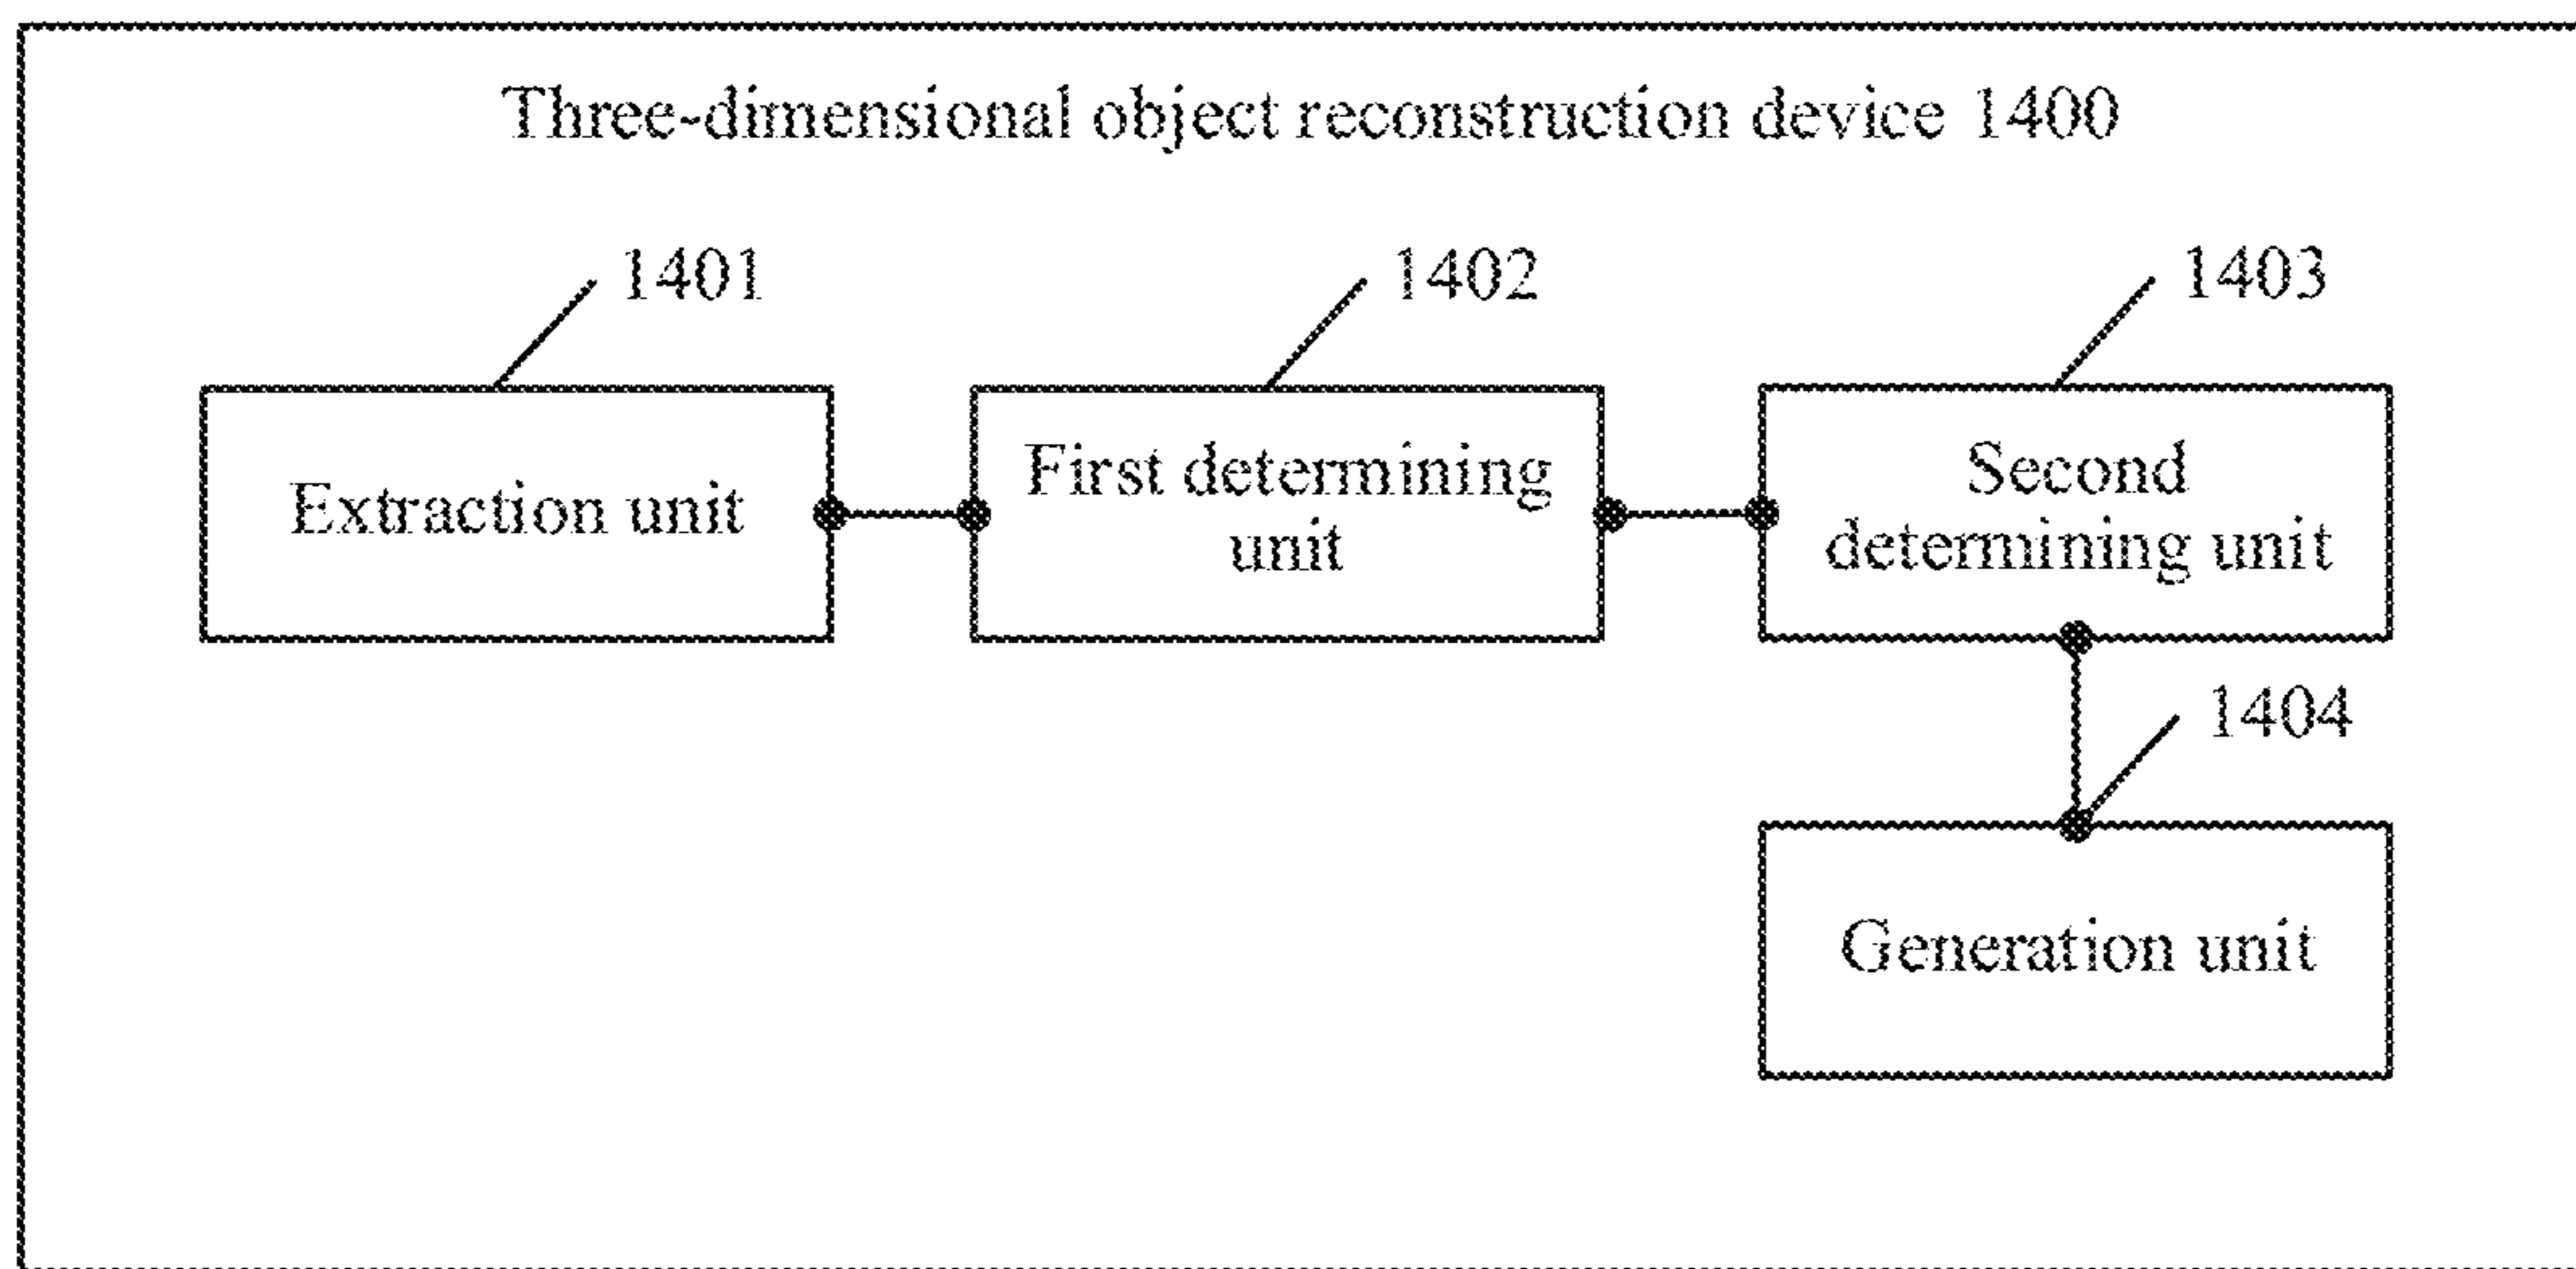 Three-dimensional object reconstruction device 1400
1401
1402
1403
Extraction unit
First determining
unit
Second
determining unit
1404
Generation unit